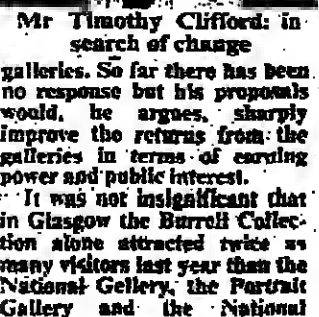 Mr Timothy Clifford: in
search of change
galleries. So far there has been
no response but his proposals
would, he argues, sharply
improve the returns from the
galleries in terms of earning
power and public interest.
It was not insignificant that
in Glasgow the Burrell Collec-
tion alone attracted twice as
many visitors last year than the
National Gellery, the Portrait
Gallery and the National